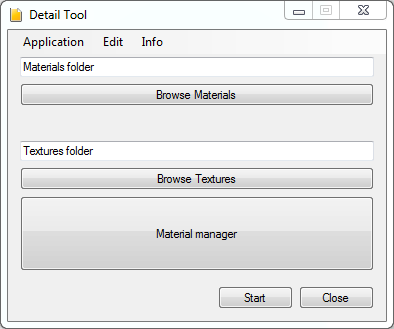 Detail Tool
Application Edit Info
Materials folder
Browse Materials
Textures folder
Browse Textures
Material manager
Start Close